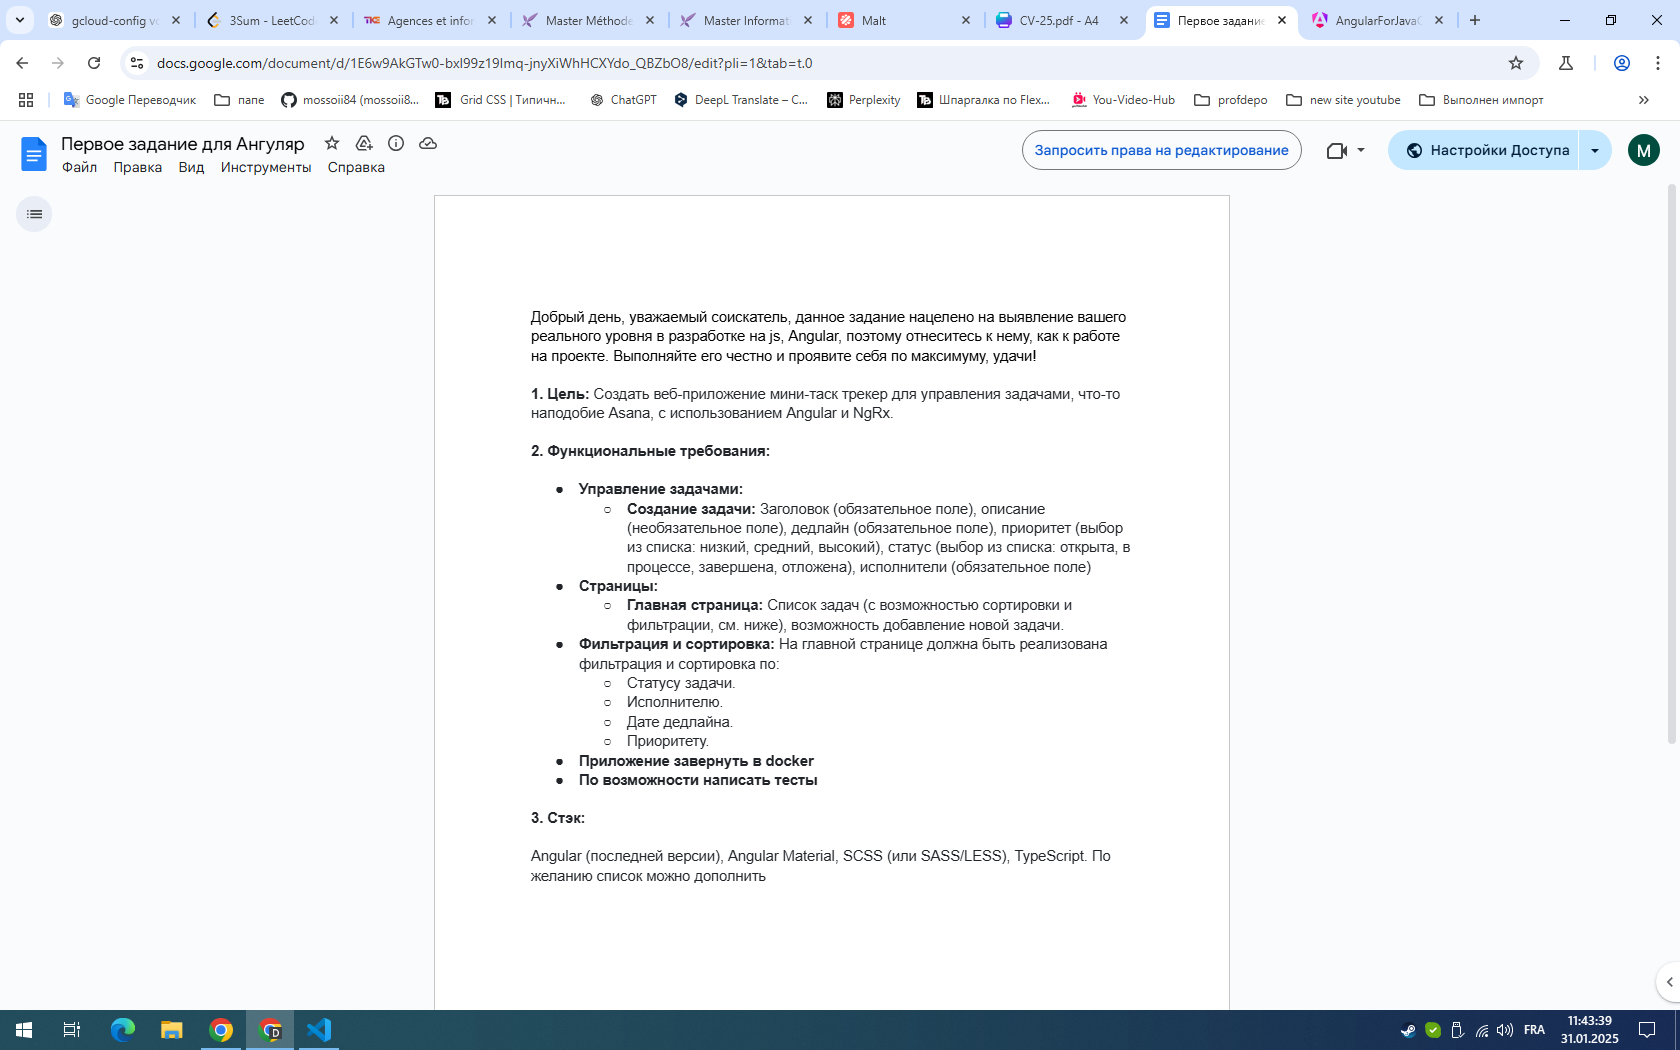 gcloud-config
3Sum - LeetCode
Agences et infor
Master Méthode
Master Informat
Malt
CV-25.pdf - A4
Первое задание
AngularForJava
docs.google.com/document/d/1E6w9AkGTw0-bxI99z19Imq-jnyXiWhHCXYdo_QBZbO8/edit?pli=1&tab=t.0
Google Переводчик
папе
mossoii84 (mossoii8...
Grid CSS | Типичн...
ChatGPT
DeepL Translate – C...
Perplexity
Шпаргалка по Flex...
You-Video-Hub
profdepo
new site youtube
Выполнен импорт
Первое задание для Ангуляр
Файл Правка Вид Инструменты Справка
Запросить права на редактирование
Настройки Доступа
M
Добрый день, уважаемый соискатель, данное задание нацелено на выявление вашего
реального уровня в разработке на js, Angular, поэтому отнеситесь к нему, как к работе
на проекте. Выполняйте его честно и проявите себя по максимуму, удачи!
1. Цель: Создать веб-приложение мини-таск трекер для управления задачами, что-то
наподобие Asana, с использованием Angular и NgRx.
2. Функциональные требования:
● Управление задачами:
○ Создание задачи: Заголовок (обязательное поле), описание
(необязательное поле), дедлайн (обязательное поле), приоритет (выбор
из списка: низкий, средний, высокий), статус (выбор из списка: открыта, в
процессе, завершена, отложена), исполнители (обязательное поле)
● Страницы:
○ Главная страница: Список задач (с возможностью сортировки и
фильтрации, см. ниже), возможность добавление новой задачи.
● Фильтрация и сортировка: На главной странице должна быть реализована
фильтрация и сортировка по:
○ Статусу задачи.
○ Исполнителю.
○ Дате дедлайна.
○ Приоритету.
● Приложение завернуть в docker
● По возможности написать тесты
3. Стэк:
Angular (последней версии), Angular Material, SCSS (или SASS/LESS), TypeScript. По
желанию список можно дополнить
FRA
11:43:39
31.01.2025